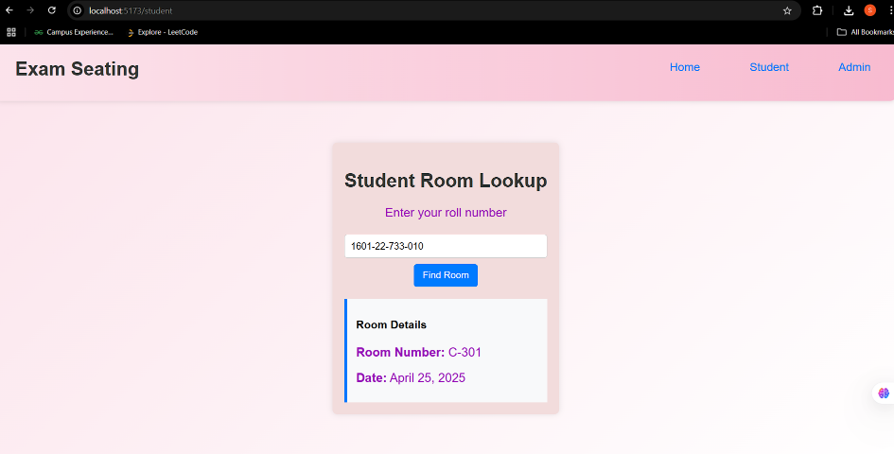 localhost:5173/student
Campus Experience...
Explore - LeetCode
All Bookmarks
Exam Seating
Home
Student
Admin
Student Room Lookup
Enter your roll number
1601-22-733-010
Find Room
Room Details
Room Number: C-301
Date: April 25, 2025